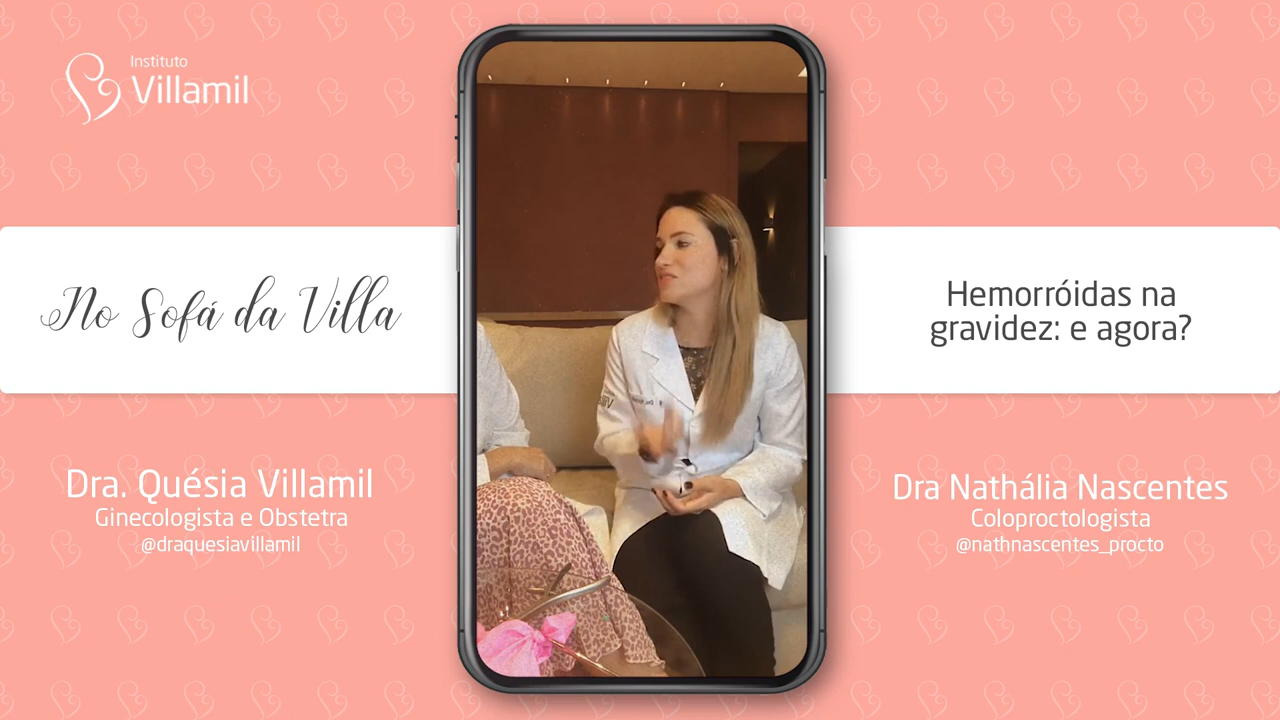 Instituto
Villamil
No Sofá da Villa
Hemorróidas na
gravidez: e agora?
Dra. Quésia Villamil
Ginecologista e Obstetra
@draquesiavillamil
Dra Nathália Nascentes
Coloproctologista
@nathnascentes_procto